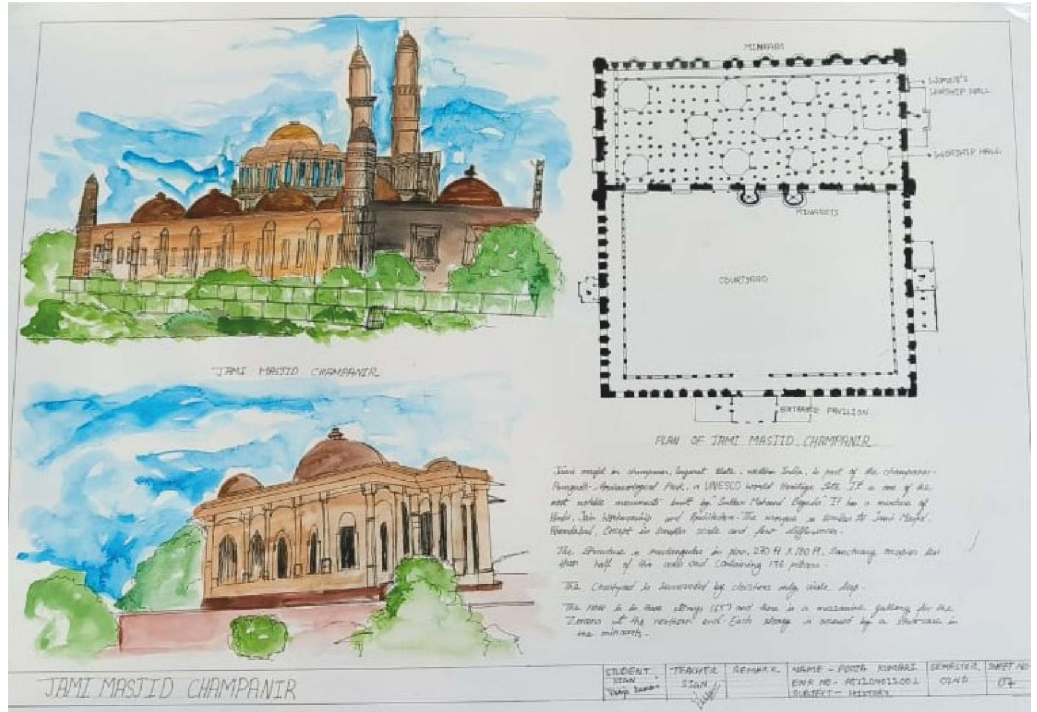 JAMI MASJID CHAMPANIR
MIHRABS
WOMEN'S
WORSHIP HALL
WORSHIP HALL
MINARETS
COURTYARD
ENTRANCE PAVILION
PLAN OF JAMI MASJID CHAMPANIR
Jami masjid in champaner, Gujarat state, western India, is part of the champaner-
Pavagadh Archaeological Park, a UNESCO world Heritage Site. It is one of the
most notable monuments built by Sultan Mahmud Begada. It has a mixture of
Hindu, Jain Workmanship and Architecture. The mosque is similar to Jami Masjid,
Except in smaller scale and few differences.
The structure is rectangular in plan, 270 ft X 180 ft. Sanctuary occupies less
than half of the area and containing 176 pillars.
The Courtyard is surrounded by cloisters only aisle deep.
The is in three storeys and there is a mezzanine gallery for the
Zenana at the northern end. Each storey is accessed by a staircase in
the minarets.
STUDENT SIGN
TEACHER SIGN
REMARK
NAME - POOJA KUMARI
ENR NO-
SUBJECT - HISTORY
SEMESTER
02ND
SHEET NO
07
JAMI MASJID CHAMPANIR